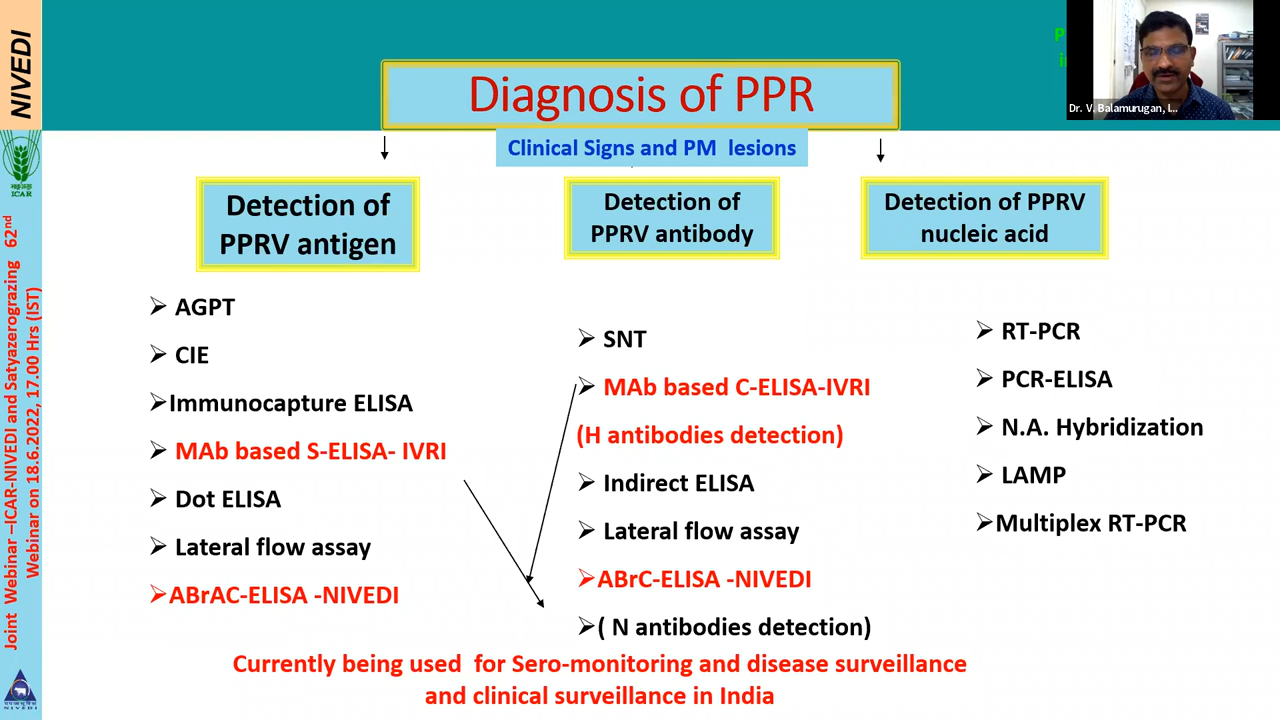 NIVEDI
ICAR
Joint Webinar –ICAR-NIVEDI and Satyazerograzing 62nd
Webinar on 18.6.2022, 17.00 Hrs (IST)
NIVEDI
Dr. V. Balamurugan, I...
Diagnosis of PPR
Clinical Signs and PM lesions
Detection of
PPRV antigen
➢ AGPT
➢ CIE
➢Immunocapture ELISA
➢ MAb based S-ELISA- IVRI
➢ Dot ELISA
➢ Lateral flow assay
➢ABrAC-ELISA -NIVEDI
Detection of
PPRV antibody
➢ SNT
➢ MAb based C-ELISA-IVRI
(H antibodies detection)
➢ Indirect ELISA
➢ Lateral flow assay
➢ABrC-ELISA -NIVEDI
➢( N antibodies detection)
Detection of PPRV
nucleic acid
➢ RT-PCR
➢ PCR-ELISA
➢ N.A. Hybridization
➢ LAMP
➢Multiplex RT-PCR
Currently being used for Sero-monitoring and disease surveillance
and clinical surveillance in India